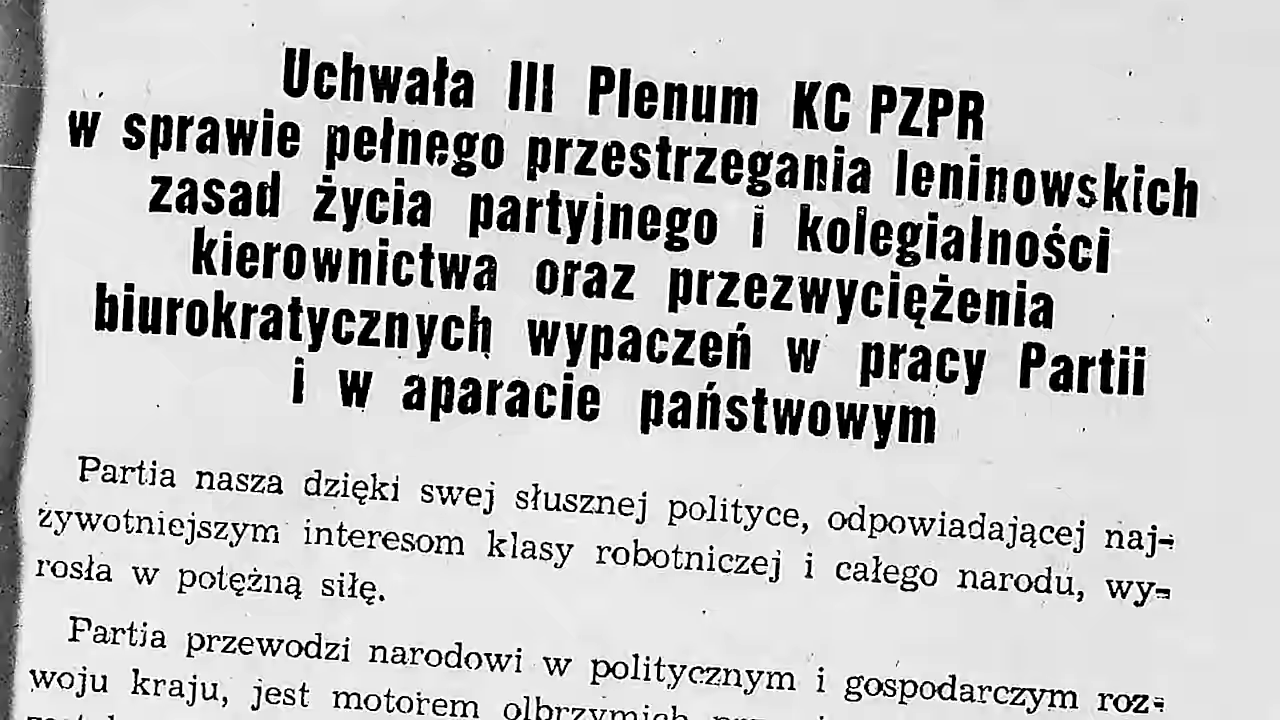 Uchwała III Plenum KC PZPR
w sprawie pełnego przestrzegania leninowskich
zasad życia partyjnego i kolegialności
kierownictwa oraz przezwyciężenia
biurokratycznych wypaczeń w pracy Partii
i w aparacie państwowym
Partia nasza dzięki swej słusznej polityce, odpowiadającej naj-
żywotniejszym interesom klasy robotniczej i całego narodu, wy-
rosła w potężną siłę.
Partia przewodzi narodowi w politycznym i gospodarczym roz-
woju kraju, jest motorem olbrzymich